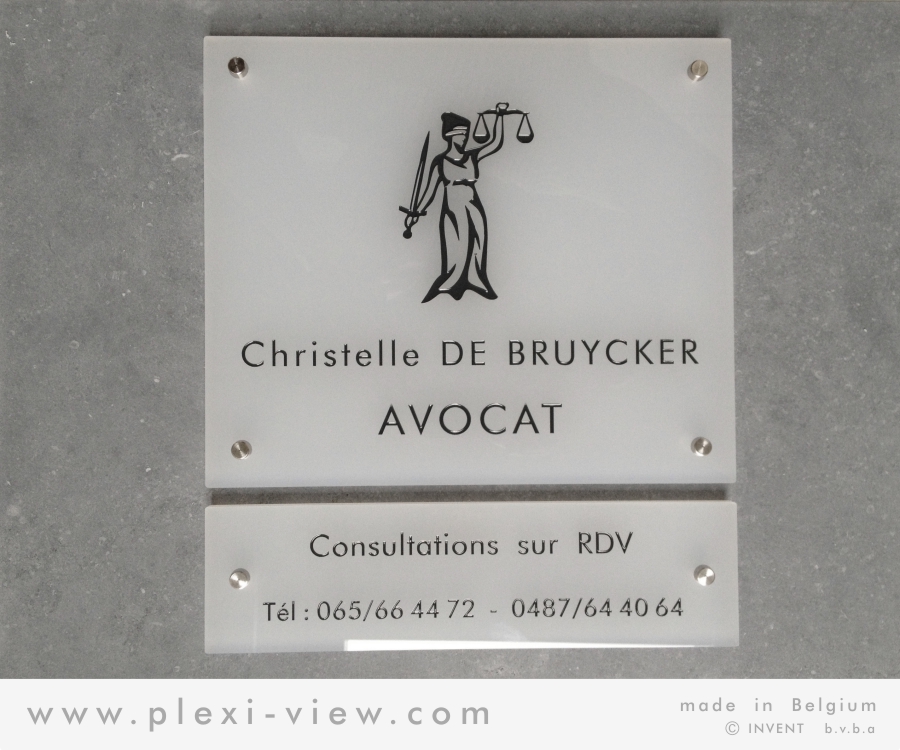 Christelle DE BRUYCKER
AVOCAT
Consultations sur RDV
Tél : 065/66 44 72 - 0487/64 40 64
www.plexi-view.com
made in Belgium
© INVENT b.v.b.a